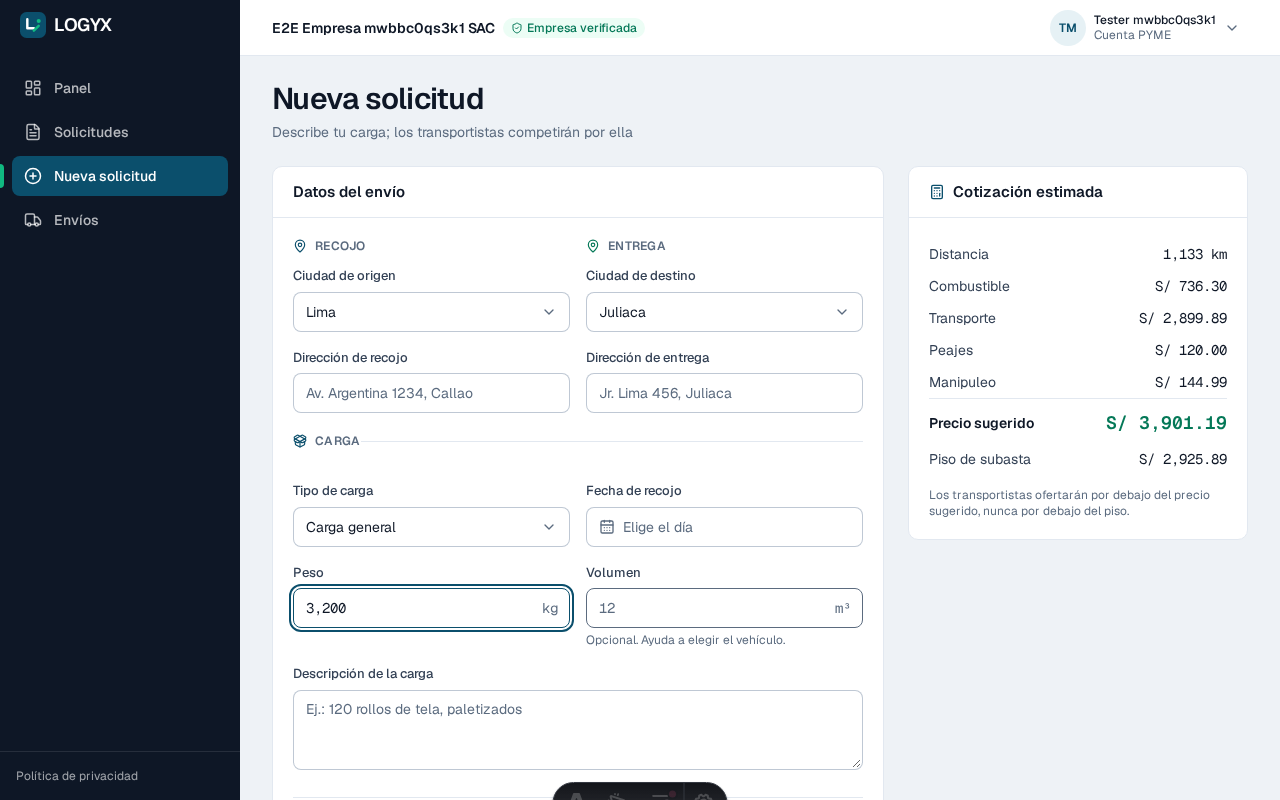 LOGYX
Panel
Solicitudes
Nueva solicitud
Envíos
Política de privacidad
E2E Empresa mwbbc0qs3k1 SAC
Empresa verificada
TM
Tester mwbbc0qs3k1
Cuenta PYME
Nueva solicitud
Describe tu carga; los transportistas competirán por ella
Datos del envío
RECOJO
ENTREGA
Ciudad de origen
Ciudad de destino
Lima
Juliaca
Dirección de recojo
Dirección de entrega
Av. Argentina 1234, Callao
Jr. Lima 456, Juliaca
CARGA
Tipo de carga
Fecha de recojo
Carga general
Elige el día
Peso
Volumen
3,200 kg
12 m³
Opcional. Ayuda a elegir el vehículo.
Descripción de la carga
Ej.: 120 rollos de tela, paletizados
Cotización estimada
Distancia 1,133 km
Combustible S/ 736.30
Transporte S/ 2,899.89
Peajes S/ 120.00
Manipuleo S/ 144.99
Precio sugerido S/ 3,901.19
Piso de subasta S/ 2,925.89
Los transportistas ofertarán por debajo del precio
sugerido, nunca por debajo del piso.